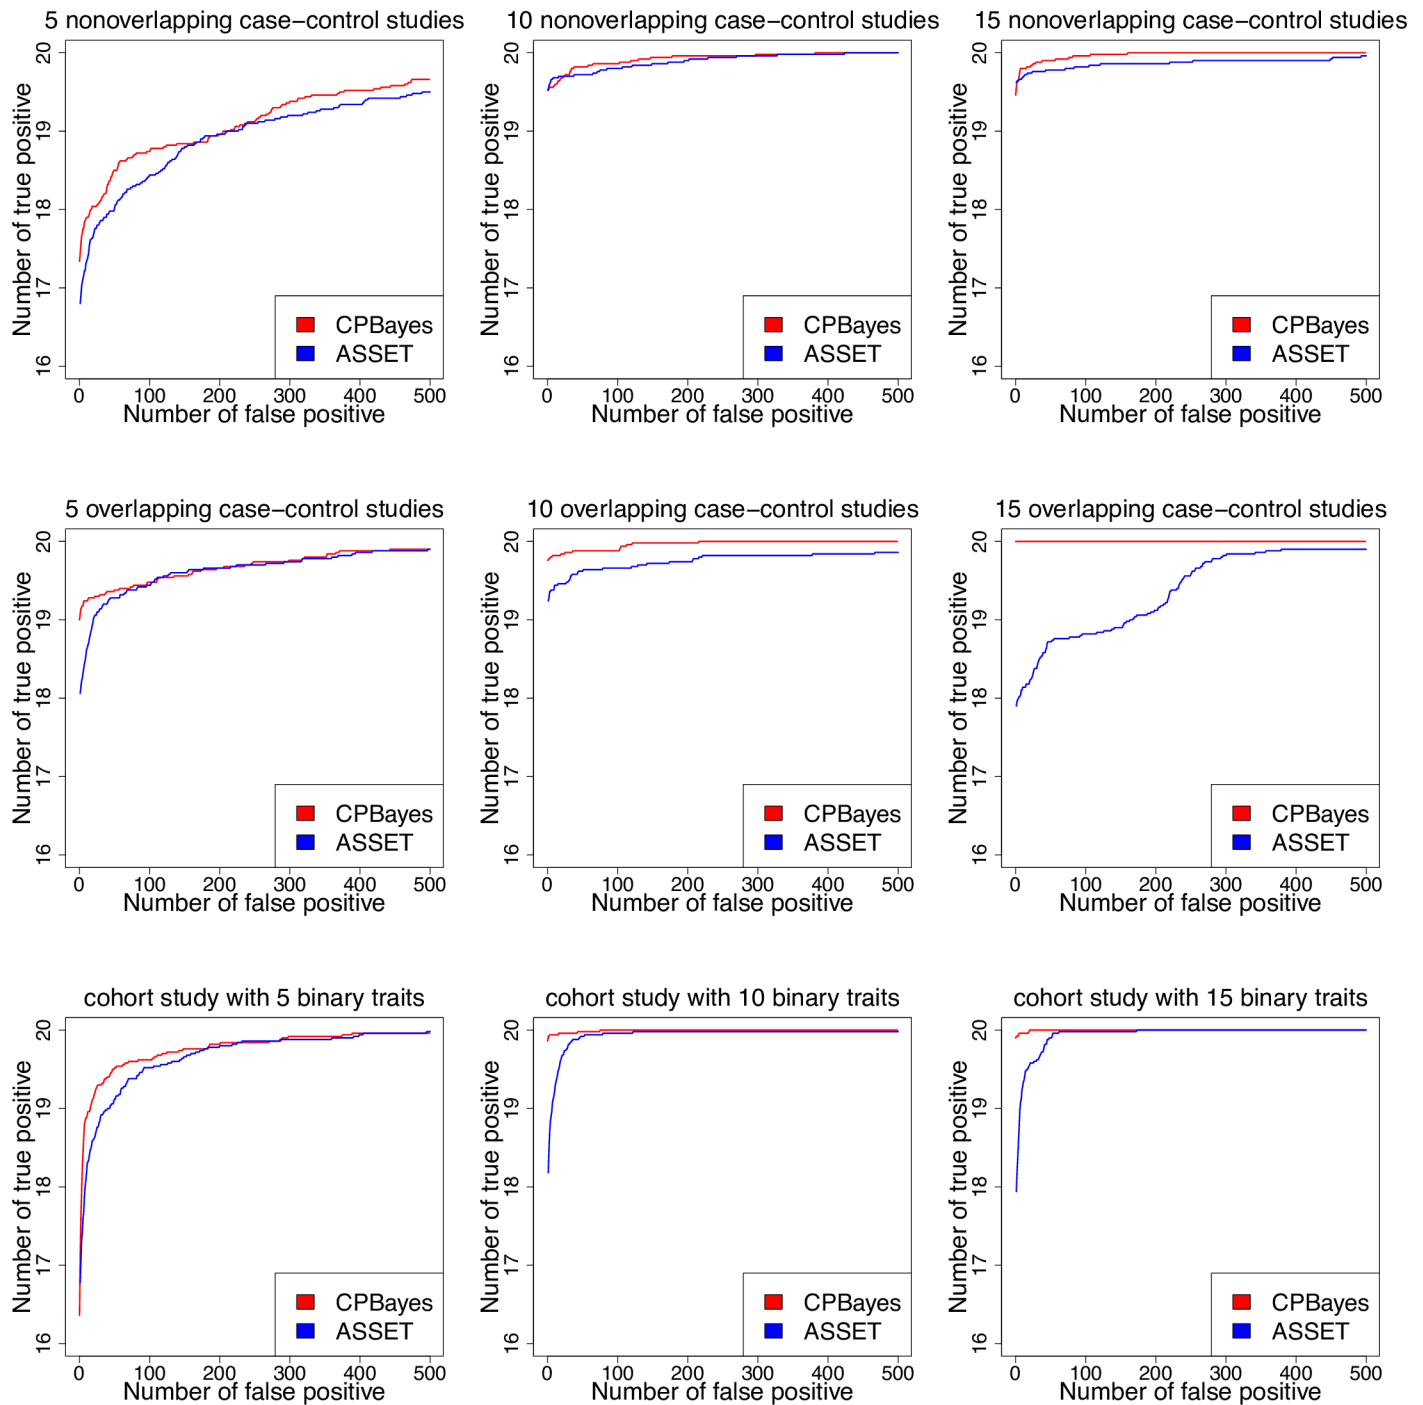 5 nonoverlapping case−control studies
Number of true positive
20
19
18
17
16
CPBayes
ASSET
0 100 200 300 400 500
Number of false positive
10 nonoverlapping case−control studies
Number of true positive
20
19
18
17
16
CPBayes
ASSET
0 100 200 300 400 500
Number of false positive
15 nonoverlapping case−control studies
Number of true positive
20
19
18
17
16
CPBayes
ASSET
0 100 200 300 400 500
Number of false positive
5 overlapping case−control studies
Number of true positive
20
19
18
17
16
CPBayes
ASSET
0 100 200 300 400 500
Number of false positive
10 overlapping case−control studies
Number of true positive
20
19
18
17
16
CPBayes
ASSET
0 100 200 300 400 500
Number of false positive
15 overlapping case−control studies
Number of true positive
20
19
18
17
16
CPBayes
ASSET
0 100 200 300 400 500
Number of false positive
cohort study with 5 binary traits
Number of true positive
20
19
18
17
16
CPBayes
ASSET
0 100 200 300 400 500
Number of false positive
cohort study with 10 binary traits
Number of true positive
20
19
18
17
16
CPBayes
ASSET
0 100 200 300 400 500
Number of false positive
cohort study with 15 binary traits
Number of true positive
20
19
18
17
16
CPBayes
ASSET
0 100 200 300 400 500
Number of false positive